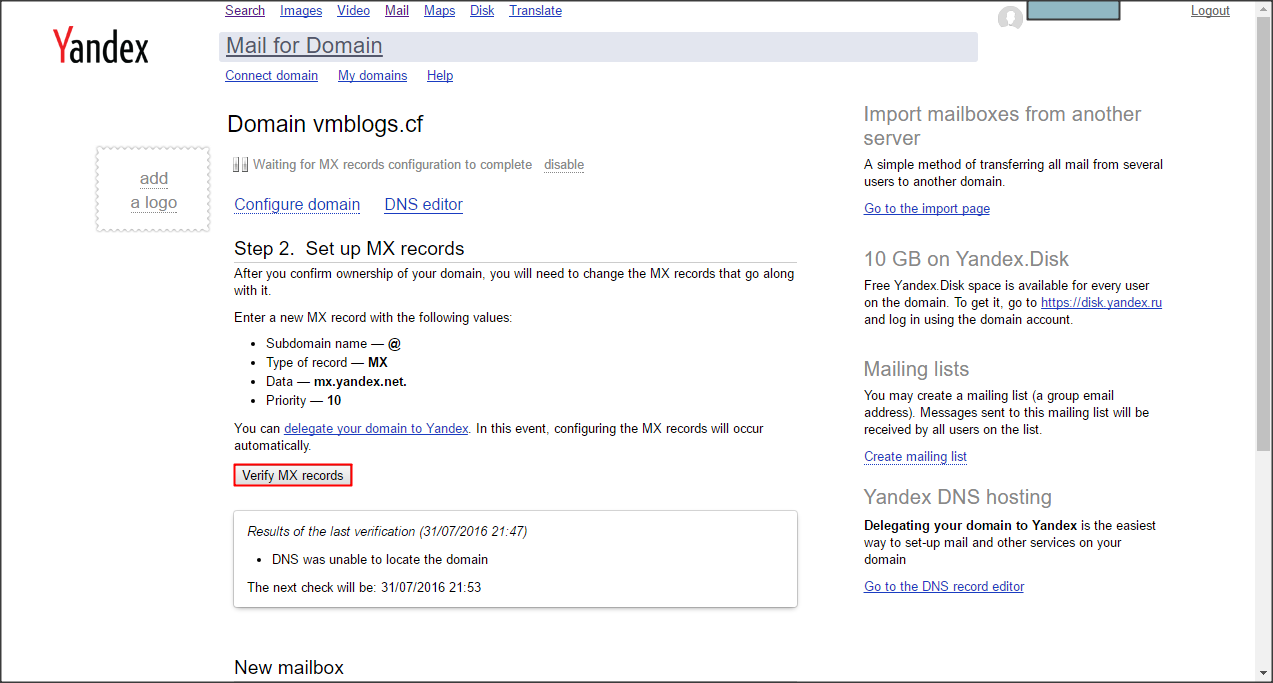 Search Images Video Mail Maps Disk Translate
Logout
Yandex
Mail for Domain
Connect domain My domains Help
Domain vmblogs.cf
Waiting for MX records configuration to complete disable
add
a logo
Configure domain DNS editor
Step 2. Set up MX records
After you confirm ownership of your domain, you will need to change the MX records that go along
with it.
Enter a new MX record with the following values:
• Subdomain name — @
• Type of record — MX
• Data — mx.yandex.net.
• Priority — 10
You can delegate your domain to Yandex. In this event, configuring the MX records will occur
automatically.
Verify MX records
Results of the last verification (31/07/2016 21:47)
• DNS was unable to locate the domain
The next check will be: 31/07/2016 21:53
New mailbox
Import mailboxes from another
server
A simple method of transferring all mail from several
users to another domain.
Go to the import page
10 GB on Yandex.Disk
Free Yandex.Disk space is available for every user
on the domain. To get it, go to https://disk.yandex.ru
and log in using the domain account.
Mailing lists
You may create a mailing list (a group email
address). Messages sent to this mailing list will be
received by all users on the list.
Create mailing list
Yandex DNS hosting
Delegating your domain to Yandex is the easiest
way to set-up mail and other services on your
domain
Go to the DNS record editor